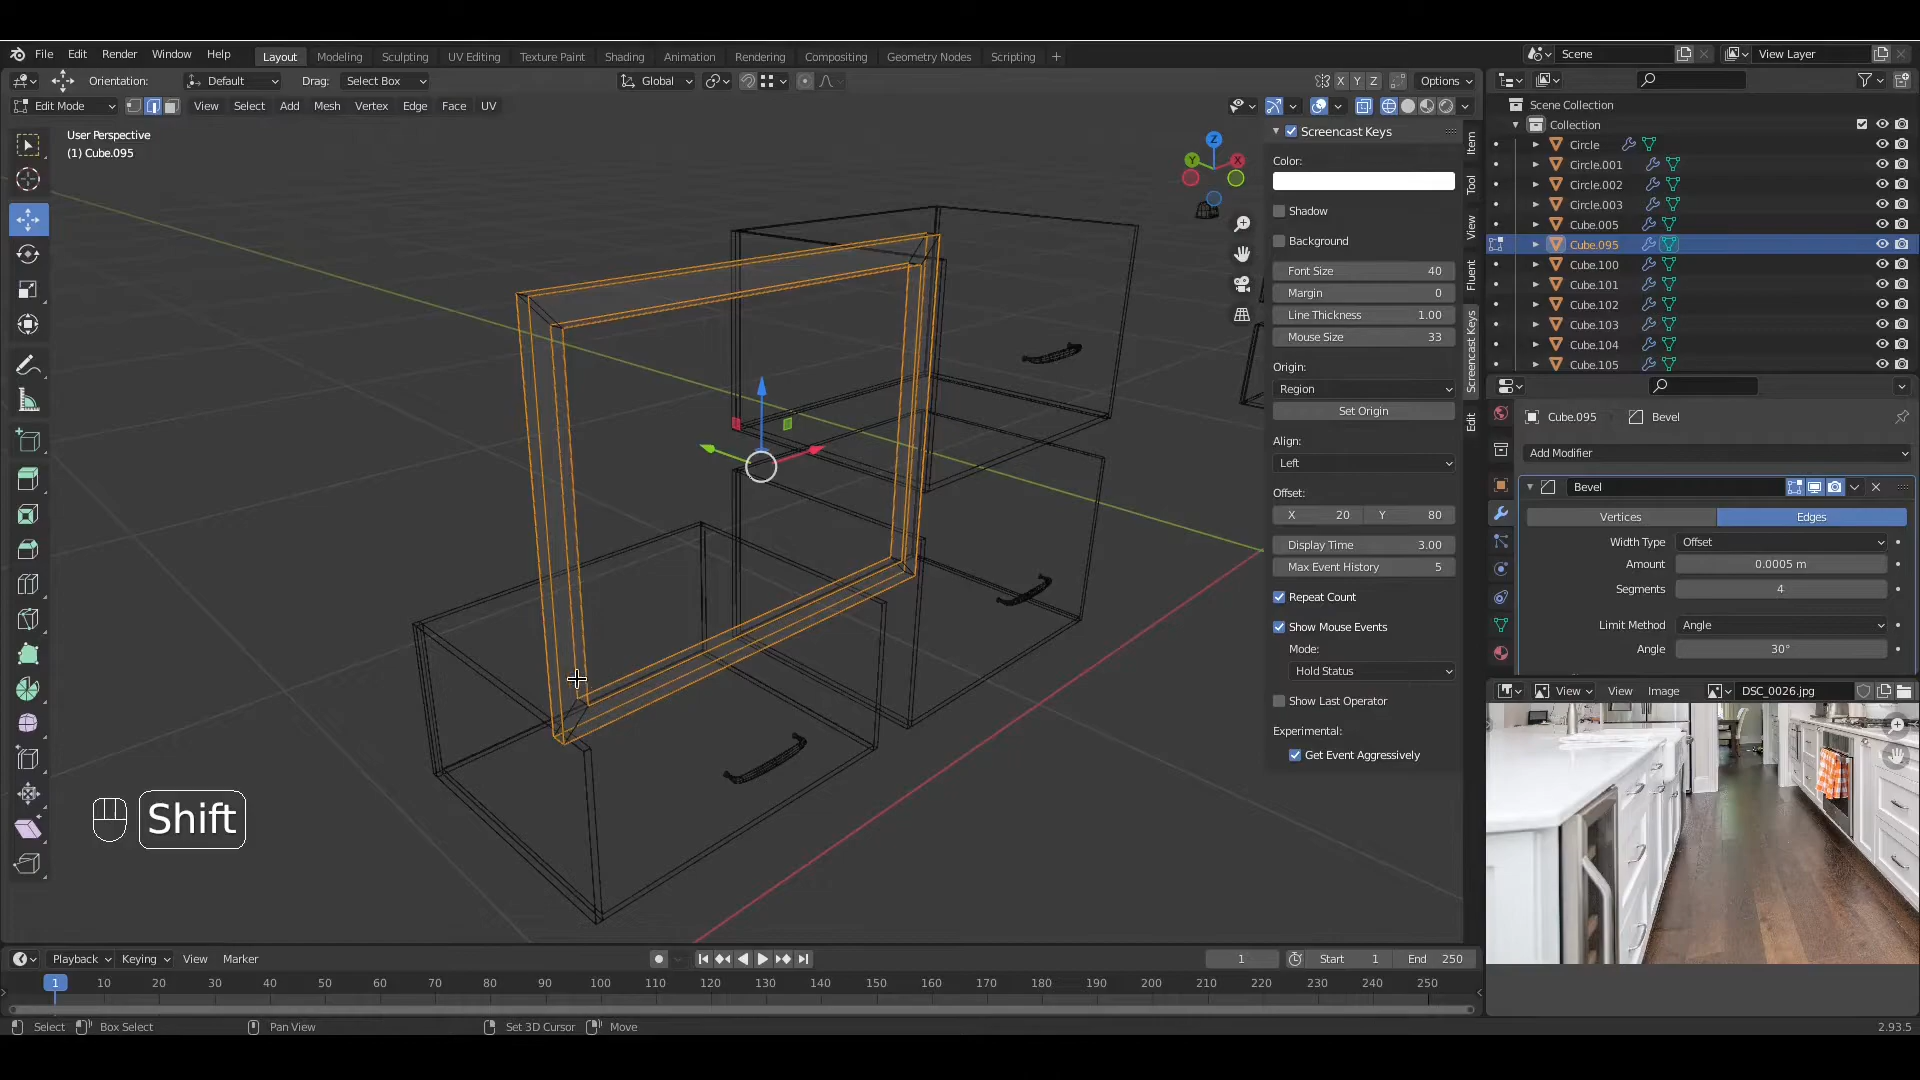 File Edit Render Window Help Layout Modeling Sculpting UV Editing Texture Paint Shading Animation Rendering Compositing Geometry Nodes Scripting + Scene View Layer
Orientation: Default Drag: Select Box Global X Y Z Options
Edit Mode View Select Add Mesh Vertex Edge Face UV
User Perspective
(1) Cube.095
Z
Y
X
Screencast Keys
Color:
Shadow
Background
Font Size 40
Margin 0
Line Thickness 1.00
Mouse Size 33
Origin:
Region
Set Origin
Align:
Left
Offset:
X 20 Y 80
Display Time 3.00
Max Event History 5
Repeat Count
Show Mouse Events
Mode:
Hold Status
Show Last Operator
Experimental:
Get Event Aggressively
Item
Tool
View
Fluent
Screencast Keys
Edit
Scene Collection
Collection
Circle
Circle.001
Circle.002
Circle.003
Cube.005
Cube.095
Cube.100
Cube.101
Cube.102
Cube.103
Cube.104
Cube.105
Cube.095 Bevel
Add Modifier
Bevel
Vertices Edges
Width Type Offset
Amount 0.0005 m
Segments 4
Limit Method Angle
Angle 30°
View View Image DSC_0026.jpg
Shift
Playback Keying View Marker 1 Start 1 End 250
1 10 20 30 40 50 60 70 80 90 100 110 120 130 140 150 160 170 180 190 200 210 220 230 240 250
Select Box Select Pan View Set 3D Cursor Move 2.93.5